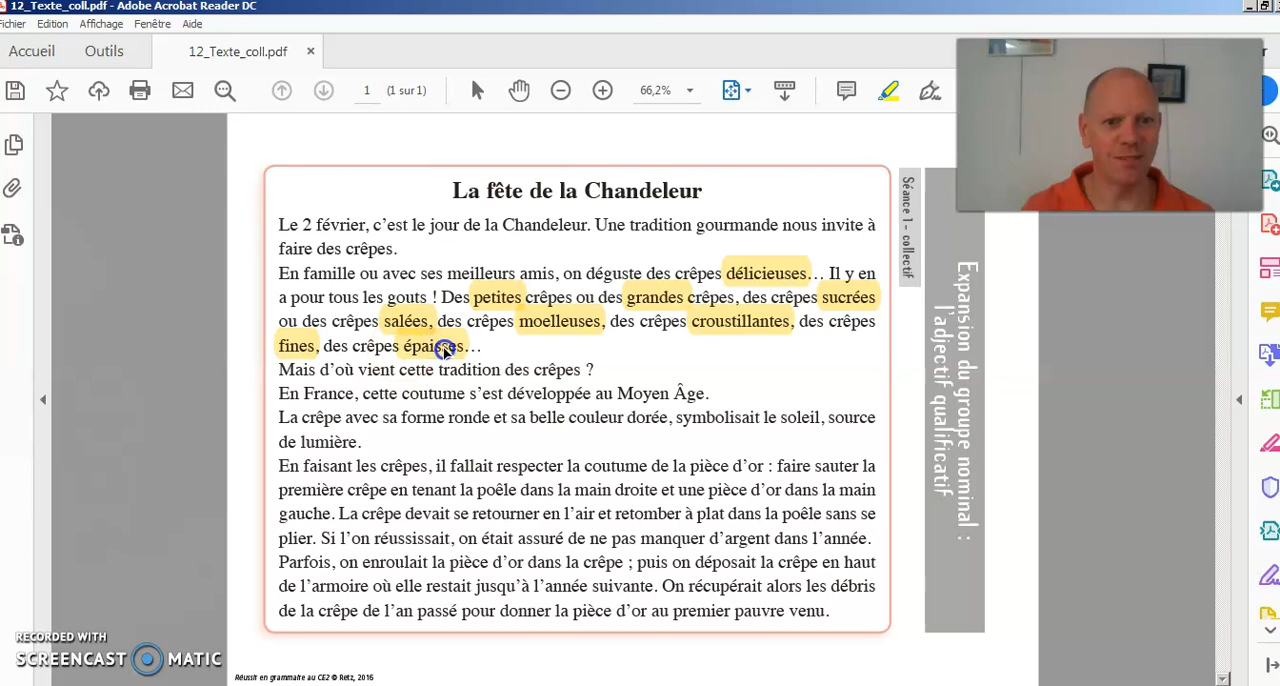 12_Texte_coll.pdf - Adobe Acrobat Reader DC
ichier Edition Affichage Fenêtre Aide
Accueil Outils 12_Texte_coll.pdf ×
1 (1 sur 1) 66,2%
La fête de la Chandeleur
Le 2 février, c’est le jour de la Chandeleur. Une tradition gourmande nous invite à
faire des crêpes.
En famille ou avec ses meilleurs amis, on déguste des crêpes délicieuses… Il y en
a pour tous les gouts ! Des petites crêpes ou des grandes crêpes, des crêpes sucrées
ou des crêpes salées, des crêpes moelleuses, des crêpes croustillantes, des crêpes
fines, des crêpes épaisses…
Mais d’où vient cette tradition des crêpes ?
En France, cette coutume s’est développée au Moyen Âge.
La crêpe avec sa forme ronde et sa belle couleur dorée, symbolisait le soleil, source
de lumière.
En faisant les crêpes, il fallait respecter la coutume de la pièce d’or : faire sauter la
première crêpe en tenant la poêle dans la main droite et une pièce d’or dans la main
gauche. La crêpe devait se retourner en l’air et retomber à plat dans la poêle sans se
plier. Si l’on réussissait, on était assuré de ne pas manquer d’argent dans l’année.
Parfois, on enroulait la pièce d’or dans la crêpe ; puis on déposait la crêpe en haut
de l’armoire où elle restait jusqu’à l’année suivante. On récupérait alors les débris
de la crêpe de l’an passé pour donner la pièce d’or au premier pauvre venu.
Séance 1 - collectif
Expansion du groupe nominal :
l’adjectif qualificatif
RECORDED WITH
SCREENCAST MATIC
Réussir en grammaire au CE2 © Retz, 2016